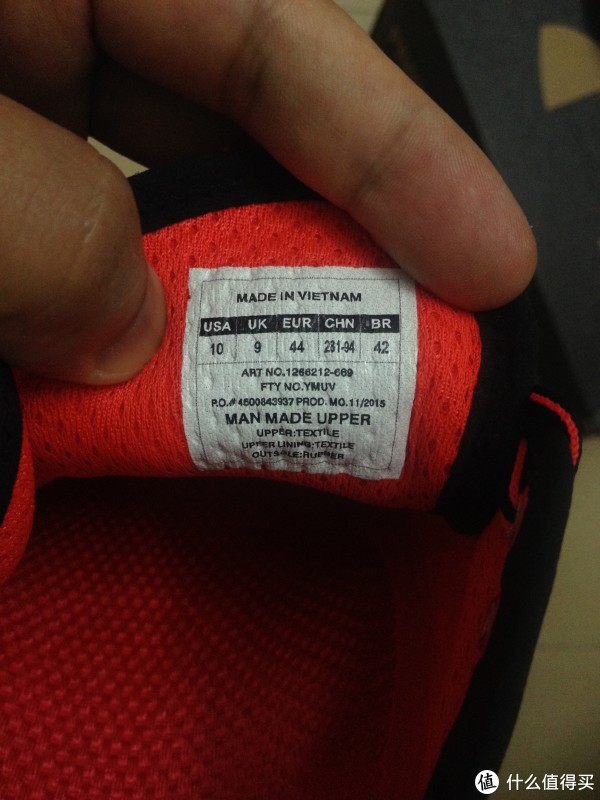 MADE IN VIETNAM
USA UK EUR CHN BR
10 9 44 281-94 42
ART NO.1266212-669
FTY NO.YMUV
P.O.# 4500843937 PROD. MO.11/2015
MAN MADE UPPER
UPPER:TEXTILE
UPPER LINING:TEXTILE
OUTSOLE:RUBBER
值 什么值得买